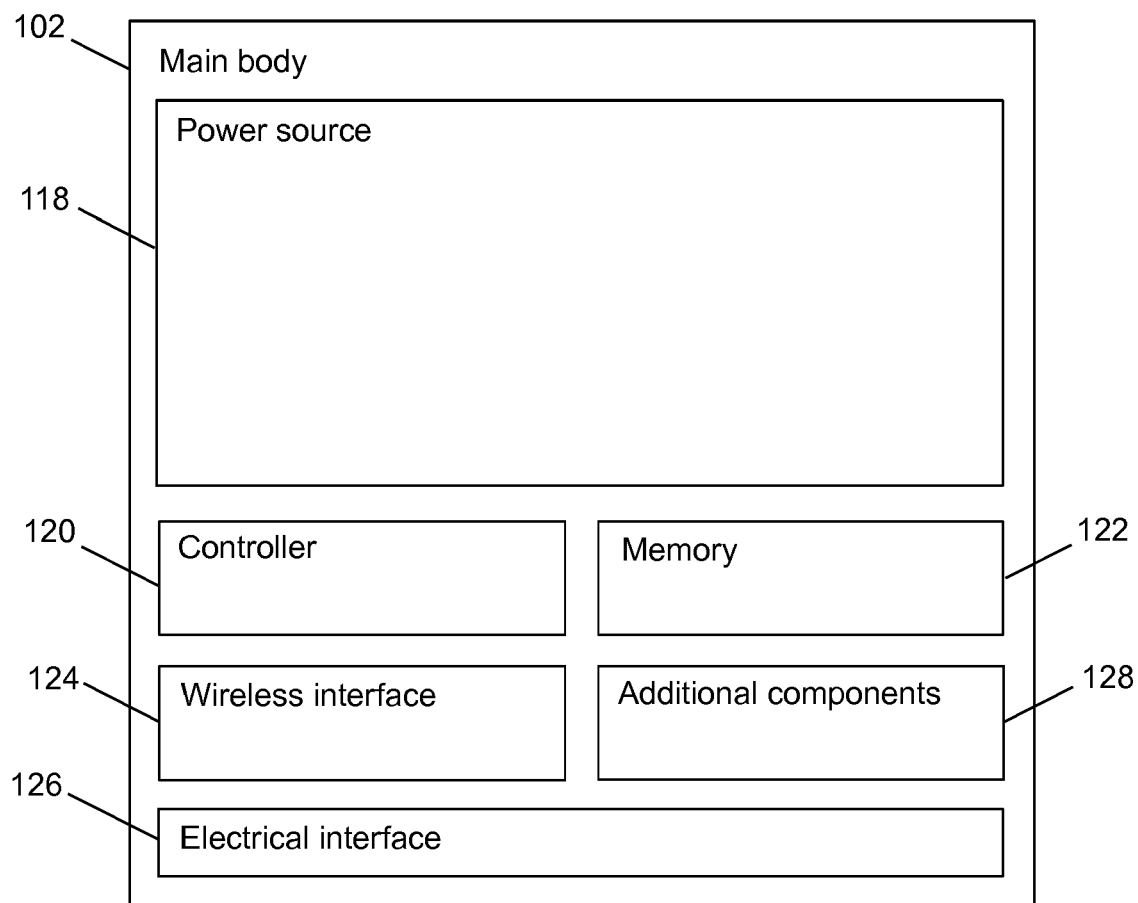 102
Main body
Power source
118
120
Controller
Memory
122
124
Wireless interface
Additional components
128
126
Electrical interface